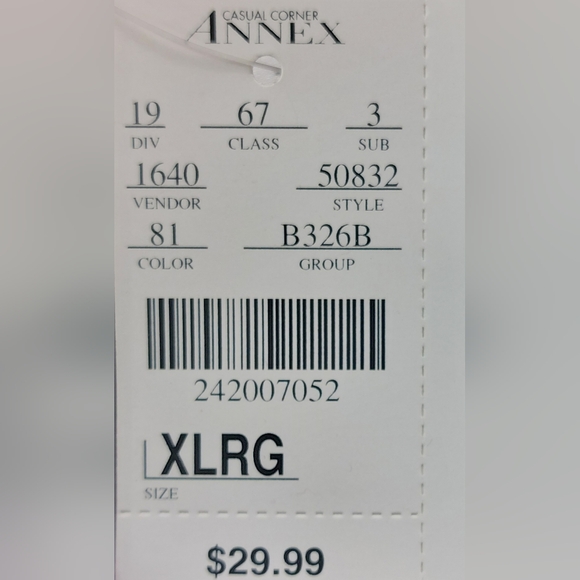 CASUAL CORNER
ANNEX
19 67 3
DIV CLASS SUB
1640 50832
VENDOR STYLE
81 B326B
COLOR GROUP
242007052
XLRG
SIZE
$29.99